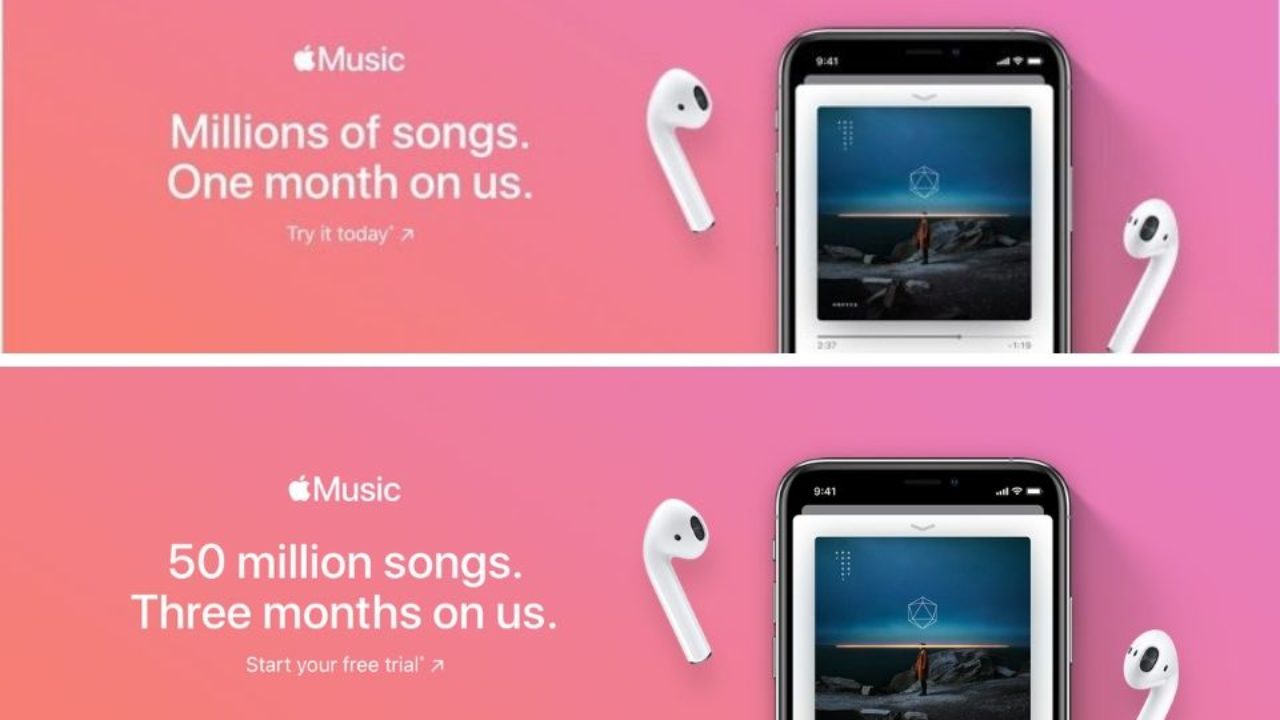 Music
Millions of songs.
One month on us.
Try it today* ↗
9:41
2:37
-1:19
Music
50 million songs.
Three months on us.
Start your free trial* ↗
9:41